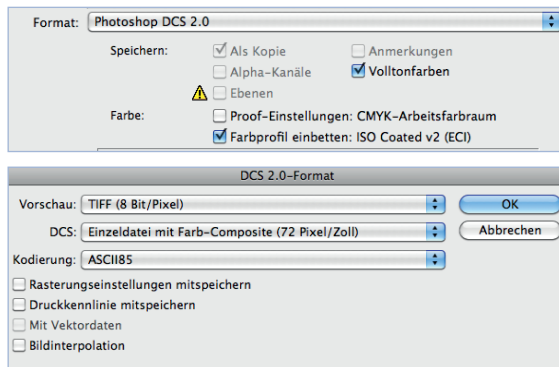 Format: Photoshop DCS 2.0
Speichern: Als Kopie Anmerkungen
Alpha-Kanäle Volltonfarben
Ebenen
Farbe: Proof-Einstellungen: CMYK-Arbeitsfarbraum
Farbprofil einbetten: ISO Coated v2 (ECI)
DCS 2.0-Format
Vorschau: TIFF (8 Bit/Pixel) OK
DCS: Einzeldatei mit Farb-Composite (72 Pixel/Zoll) Abbrechen
Kodierung: ASCII85
Rasterungseinstellungen mitspeichern
Druckkennlinie mitspeichern
Mit Vektordaten
Bildinterpolation